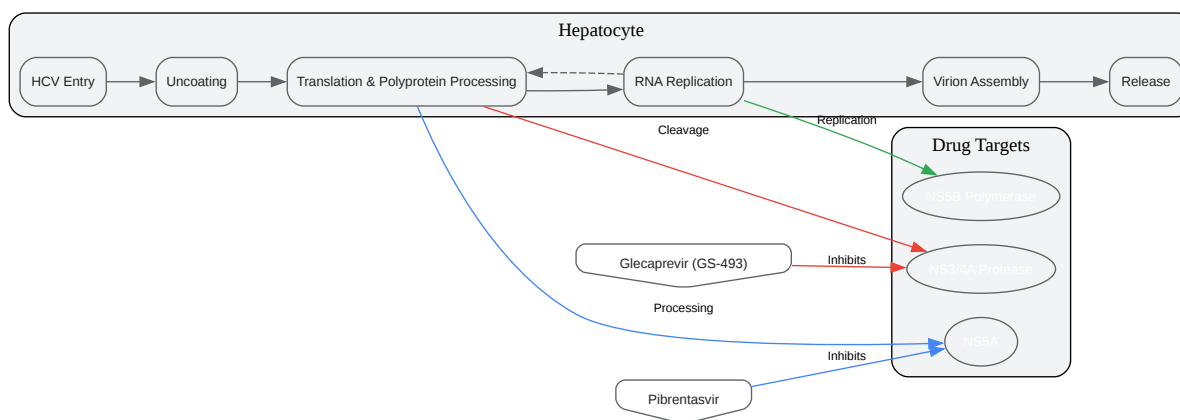 Hepatocyte
HCV Entry
Uncoating
Translation & Polyprotein Processing
RNA Replication
Virion Assembly
Release
Cleavage
Replication
Drug Targets
NS5B Polymerase
Glecaprevir (GS-493)
Inhibits
NS3/4A Protease
Processing
NS5A
Inhibits
Pibrentasvir